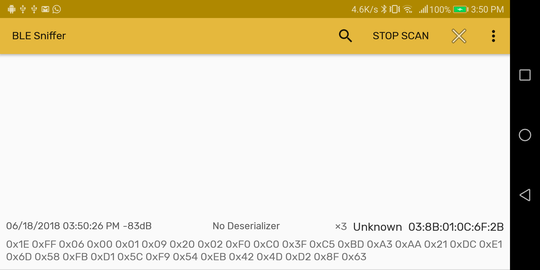 4.6K/s 100% 3:50 PM
BLE Sniffer STOP SCAN
06/18/2018 03:50:26 PM -83dB No Deserializer ×3 Unknown 03:8B:01:0C:6F:2B
0x1E 0xFF 0x06 0x00 0x01 0x09 0x20 0x02 0xF0 0xC0 0x3F 0xC5 0xBD 0xA3 0xAA 0x21 0xDC 0xE1
0x6D 0x58 0xFB 0xD1 0x5C 0xF9 0x54 0xEB 0x42 0x4D 0xD2 0x8F 0x63